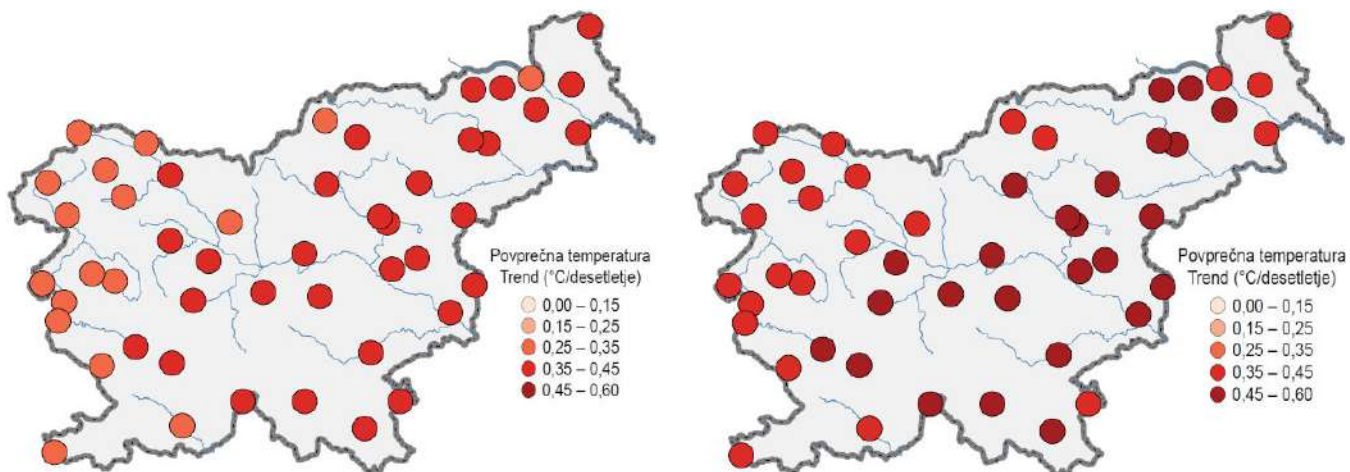 Povprečna temperatura
Trend (°C/desetletje)
0,00 – 0,15
0,15 – 0,25
0,25 – 0,35
0,35 – 0,45
0,45 – 0,60
Povprečna temperatura
Trend (°C/desetletje)
0,00 – 0,15
0,15 – 0,25
0,25 – 0,35
0,35 – 0,45
0,45 – 0,60